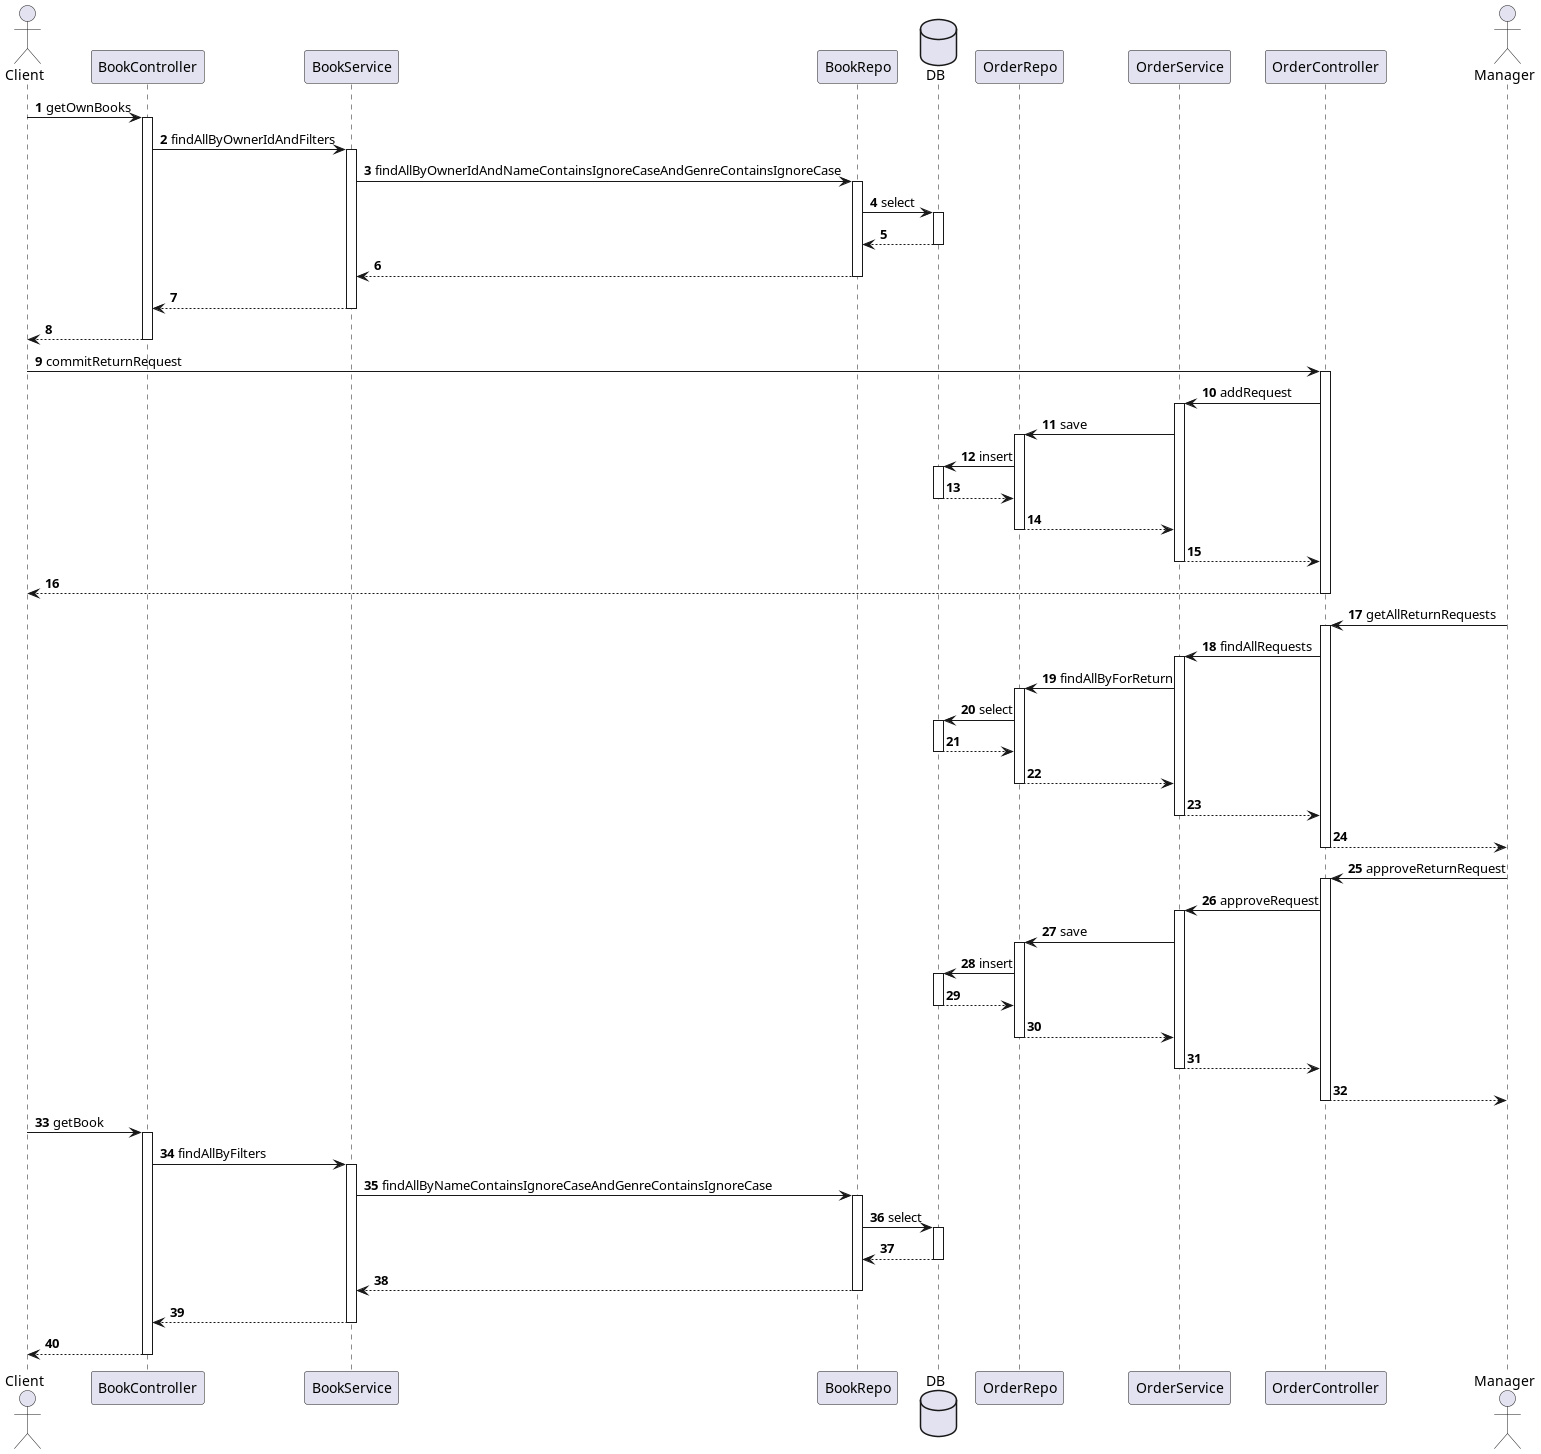 Client
BookController
BookService
BookRepo
DB
OrderRepo
OrderService
OrderController
Manager
1 getOwnBooks
2 findAllByOwnerIdAndFilters
3 findAllByOwnerIdAndNameContainsIgnoreCaseAndGenreContainsIgnoreCase
4 select
5
6
7
8
9 commitReturnRequest
10 addRequest
11 save
12 insert
13
14
15
16
17 getAllReturnRequests
18 findAllRequests
19 findAllByForReturn
20 select
21
22
23
24
25 approveReturnRequest
26 approveRequest
27 save
28 insert
29
30
31
32
33 getBook
34 findAllByFilters
35 findAllByNameContainsIgnoreCaseAndGenreContainsIgnoreCase
36 select
37
38
39
40
Client
BookController
BookService
BookRepo
DB
OrderRepo
OrderService
OrderController
Manager